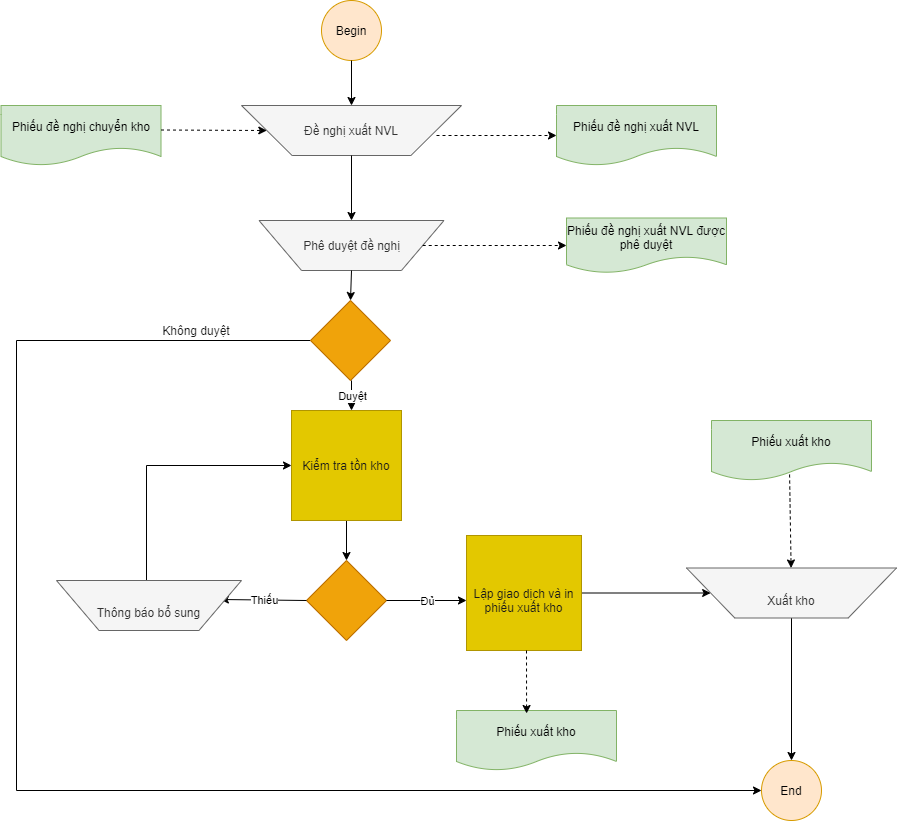 Begin
Phiếu đề nghị chuyển kho
Đề nghị xuất NVL
Phiếu đề nghị xuất NVL
Phê duyệt đề nghị
Phiếu đề nghị xuất NVL được
phê duyệt
Không duyệt
Duyệt
Kiểm tra tồn kho
Phiếu xuất kho
Thông báo bổ sung
Thiếu
Đủ
Lập giao dịch và in
phiếu xuất kho
Xuất kho
Phiếu xuất kho
End